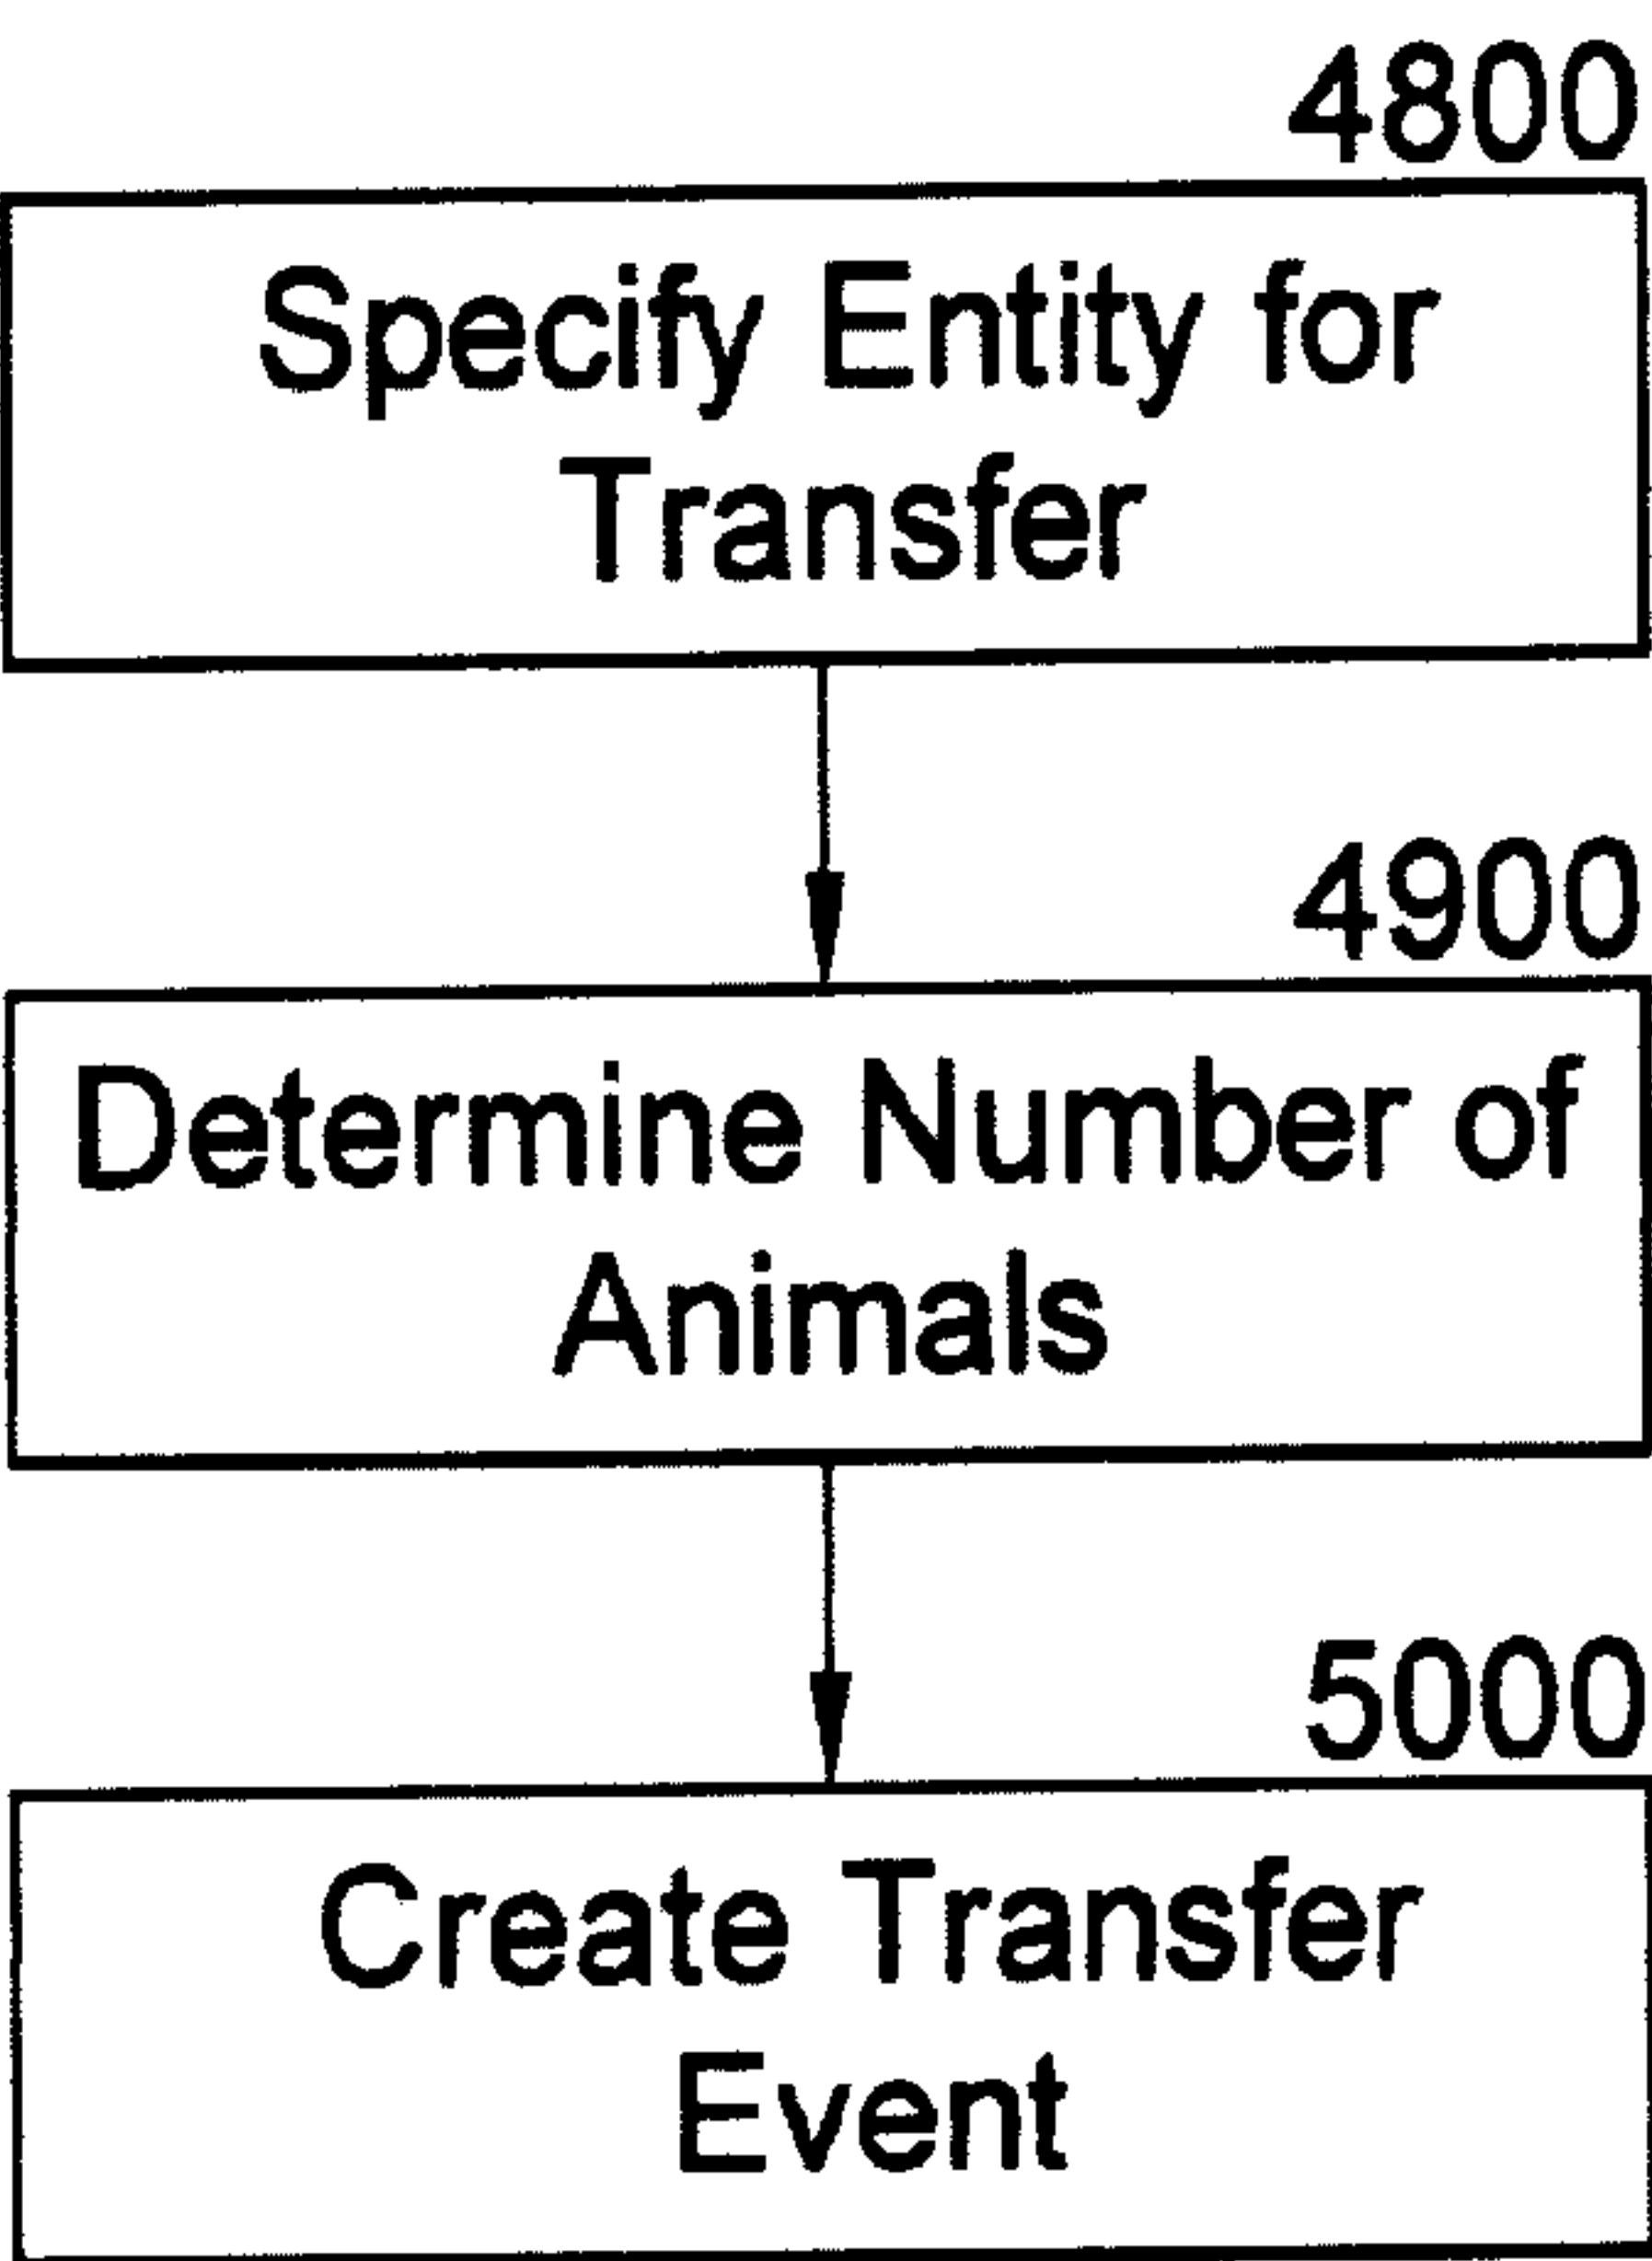 4800
Specify Entity for
Transfer
4900
Determine Number of
Animals
5000
Create Transfer
Event